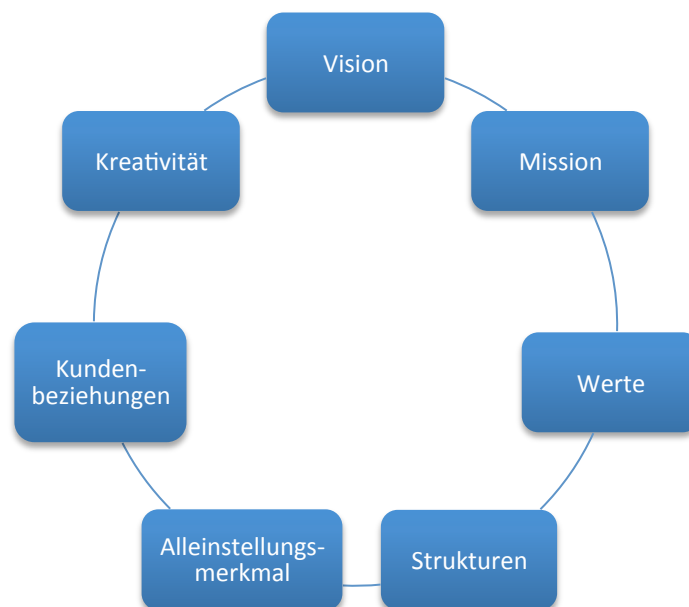 Vision
Mission
Werte
Strukturen
Alleinstellungs-
merkmal
Kunden-
beziehungen
Kreativität